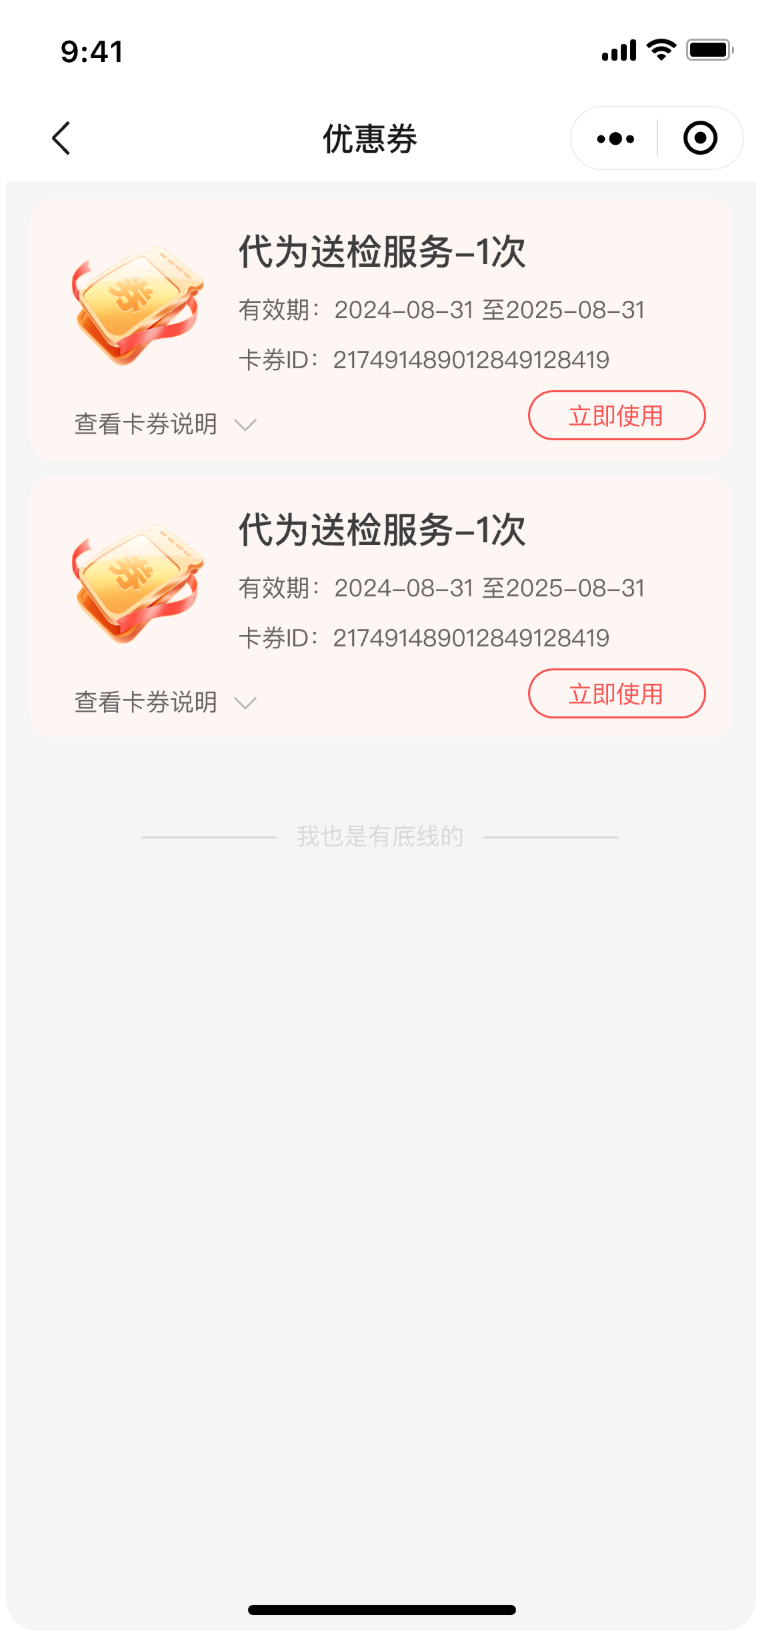 9:41
优惠券
券
代为送检服务-1次
有效期：2024-08-31 至2025-08-31
卡券ID：217491489012849128419
查看卡券说明
立即使用
券
代为送检服务-1次
有效期：2024-08-31 至2025-08-31
卡券ID：217491489012849128419
查看卡券说明
立即使用
我也是有底线的